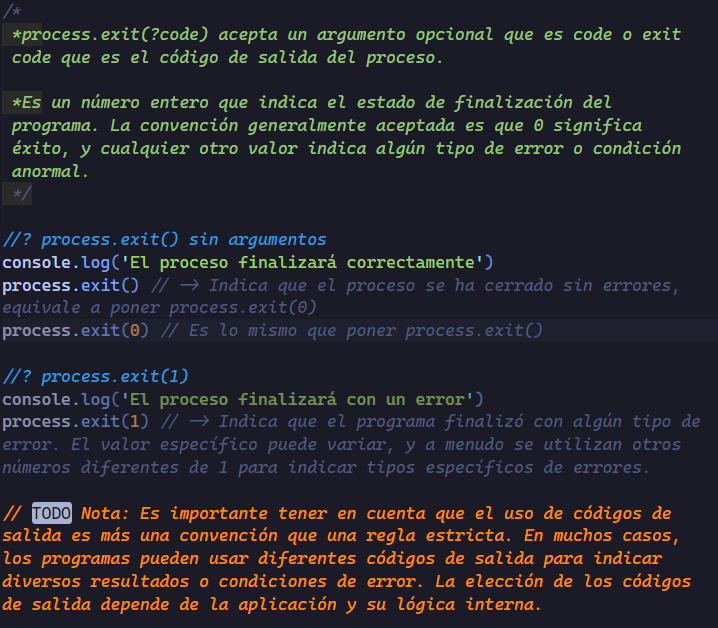 /*
*process.exit(?code) acepta un argumento opcional que es code o exit
code que es el código de salida del proceso.
*Es un número entero que indica el estado de finalización del
programa. La convención generalmente aceptada es que 0 significa
éxito, y cualquier otro valor indica algún tipo de error o condición
anormal.
*/
//? process.exit() sin argumentos
console.log('El proceso finalizará correctamente')
process.exit() // —> Indica que el proceso se ha cerrado sin errores,
equivale a poner process.exit(0)
process.exit(0) // Es lo mismo que poner process.exit()
//? process.exit(1)
console.log('El proceso finalizará con un error')
process.exit(1) // —> Indica que el programa finalizó con algún tipo de
error. El valor específico puede variar, y a menudo se utilizan otros
números diferentes de 1 para indicar tipos específicos de errores.
// TODO Nota: Es importante tener en cuenta que el uso de códigos de
salida es más una convención que una regla estricta. En muchos casos,
los programas pueden usar diferentes códigos de salida para indicar
diversos resultados o condiciones de error. La elección de los códigos
de salida depende de la aplicación y su lógica interna.